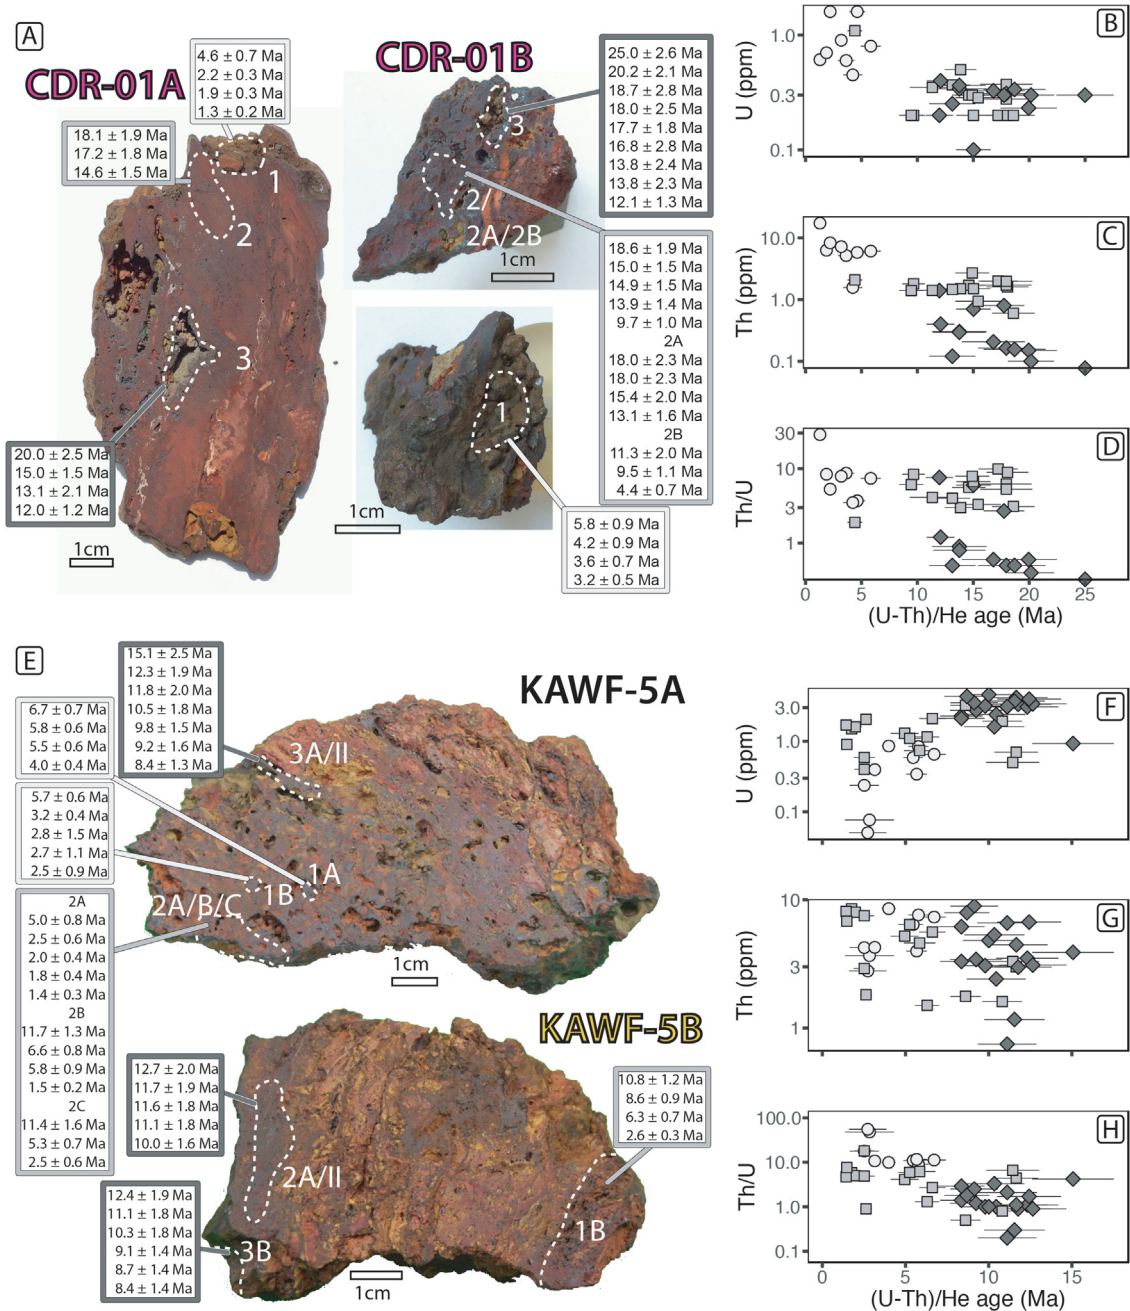 A
CDR-01A
4.6 ± 0.7 Ma
2.2 ± 0.3 Ma
1.9 ± 0.3 Ma
1.3 ± 0.2 Ma
18.1 ± 1.9 Ma
17.2 ± 1.8 Ma
14.6 ± 1.5 Ma
1
2
3
20.0 ± 2.5 Ma
15.0 ± 1.5 Ma
13.1 ± 2.1 Ma
12.0 ± 1.2 Ma
1cm
CDR-01B
3
2/
2A/2B
1cm
25.0 ± 2.6 Ma
20.2 ± 2.1 Ma
18.7 ± 2.8 Ma
18.0 ± 2.5 Ma
17.7 ± 1.8 Ma
16.8 ± 2.8 Ma
13.8 ± 2.4 Ma
13.8 ± 2.3 Ma
12.1 ± 1.3 Ma
18.6 ± 1.9 Ma
15.0 ± 1.5 Ma
14.9 ± 1.5 Ma
13.9 ± 1.4 Ma
9.7 ± 1.0 Ma
2A
18.0 ± 2.3 Ma
18.0 ± 2.3 Ma
15.4 ± 2.0 Ma
13.1 ± 1.6 Ma
2B
11.3 ± 2.0 Ma
9.5 ± 1.1 Ma
4.4 ± 0.7 Ma
1
1cm
5.8 ± 0.9 Ma
4.2 ± 0.9 Ma
3.6 ± 0.7 Ma
3.2 ± 0.5 Ma
B
U (ppm)
1.0
0.3
0.1
C
Th (ppm)
10.0
1.0
0.1
D
Th/U
30
10
3
1
0 5 10 15 20 25
(U-Th)/He age (Ma)
E
KAWF-5A
15.1 ± 2.5 Ma
12.3 ± 1.9 Ma
11.8 ± 2.0 Ma
10.5 ± 1.8 Ma
9.8 ± 1.5 Ma
9.2 ± 1.6 Ma
8.4 ± 1.3 Ma
6.7 ± 0.7 Ma
5.8 ± 0.6 Ma
5.5 ± 0.6 Ma
4.0 ± 0.4 Ma
5.7 ± 0.6 Ma
3.2 ± 0.4 Ma
2.8 ± 1.5 Ma
2.7 ± 1.1 Ma
2.5 ± 0.9 Ma
2A
5.0 ± 0.8 Ma
2.5 ± 0.6 Ma
2.0 ± 0.4 Ma
1.8 ± 0.4 Ma
1.4 ± 0.3 Ma
2B
11.7 ± 1.3 Ma
6.6 ± 0.8 Ma
5.8 ± 0.9 Ma
1.5 ± 0.2 Ma
2C
11.4 ± 1.6 Ma
5.3 ± 0.7 Ma
2.5 ± 0.6 Ma
3A/II
1A
1B
2A/B/C
1cm
KAWF-5B
12.7 ± 2.0 Ma
11.7 ± 1.9 Ma
11.6 ± 1.8 Ma
11.1 ± 1.8 Ma
10.0 ± 1.6 Ma
12.4 ± 1.9 Ma
11.1 ± 1.8 Ma
10.3 ± 1.8 Ma
9.1 ± 1.4 Ma
8.7 ± 1.4 Ma
8.4 ± 1.4 Ma
10.8 ± 1.2 Ma
8.6 ± 0.9 Ma
6.3 ± 0.7 Ma
2.6 ± 0.3 Ma
2A/II
3B
1B
1cm
F
U (ppm)
3.0
1.0
0.3
0.1
G
Th (ppm)
10
3
1
H
Th/U
100.0
10.0
1.0
0.1
0 5 10 15
(U-Th)/He age (Ma)